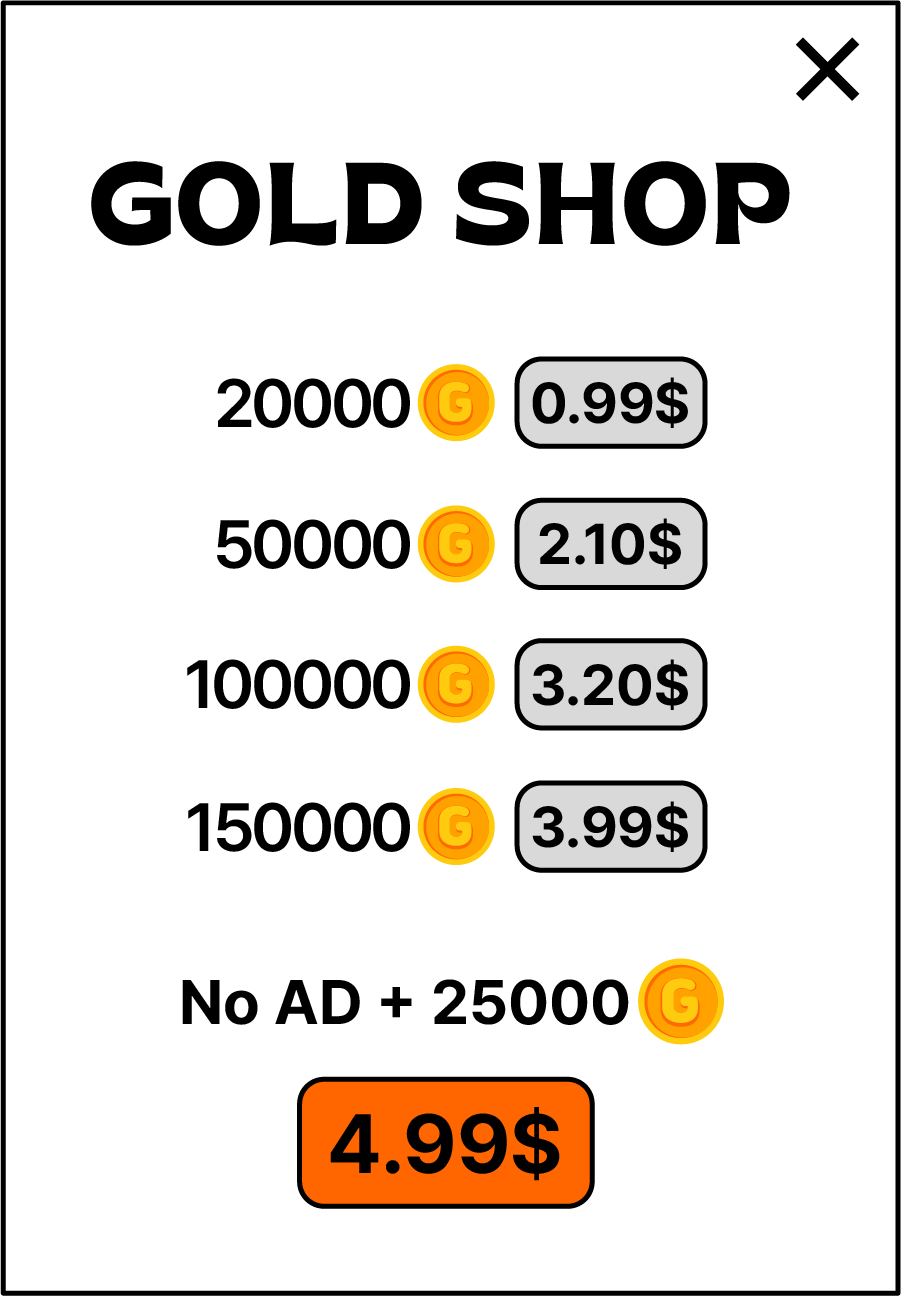 GOLD SHOP
20000 G 0.99$
50000 G 2.10$
100000 G 3.20$
150000 G 3.99$
No AD + 25000 G
4.99$